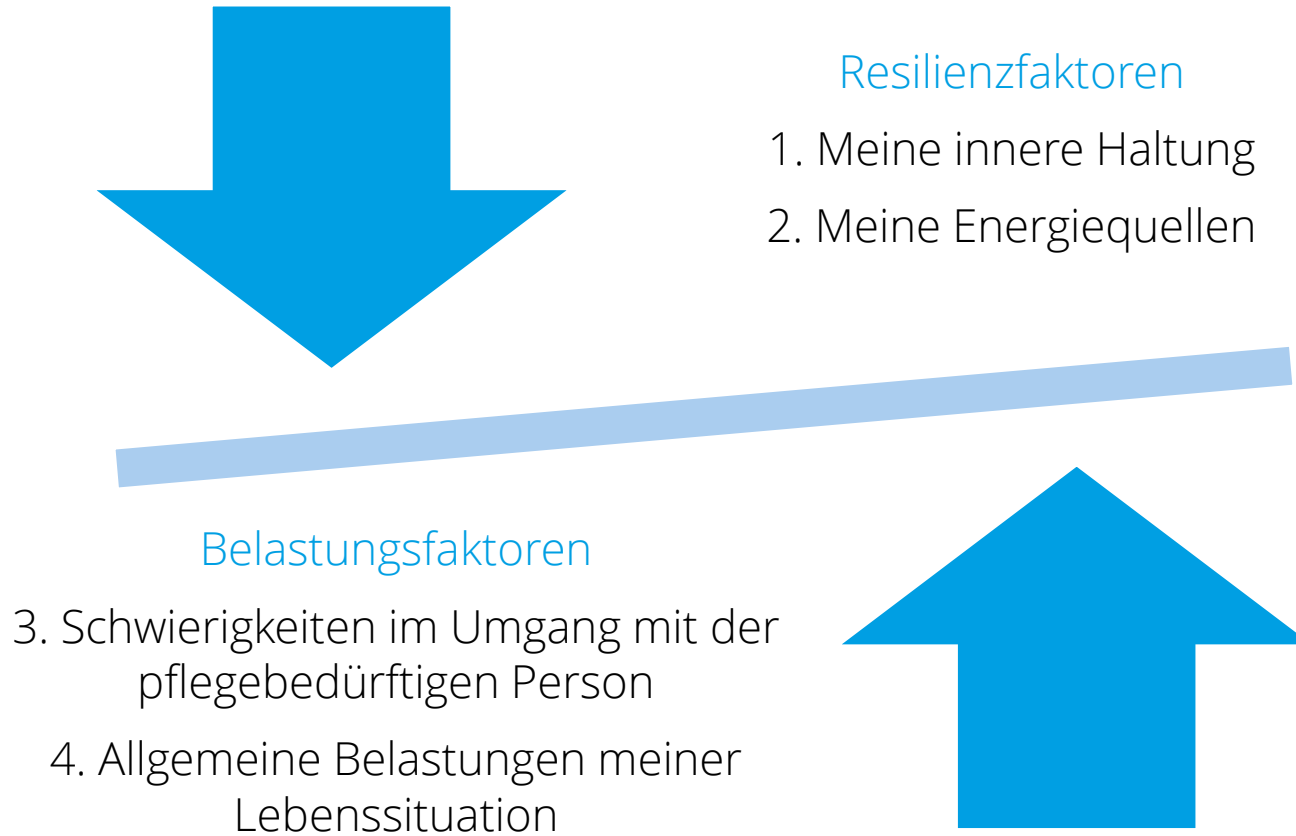 Resilienzfaktoren
1. Meine innere Haltung
2. Meine Energiequellen
Belastungsfaktoren
3. Schwierigkeiten im Umgang mit der
pflegebedürftigen Person
4. Allgemeine Belastungen meiner
Lebenssituation